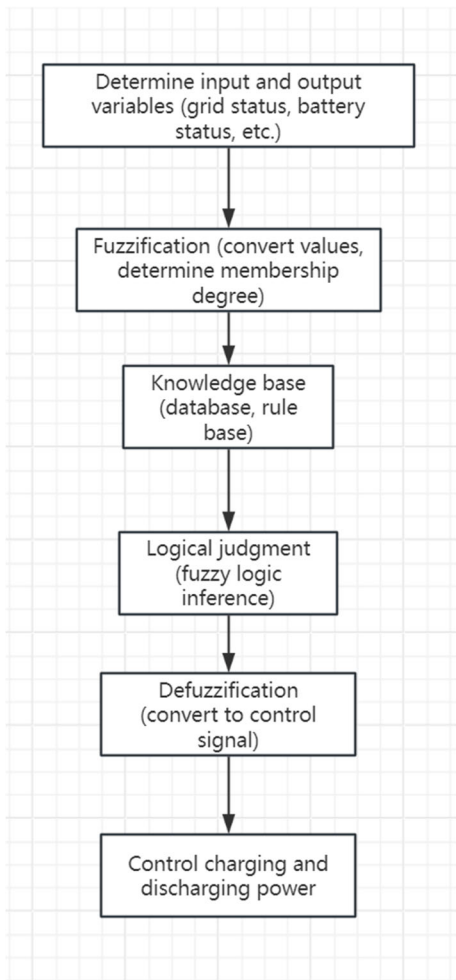 Determine input and output
variables (grid status, battery
status, etc.)
Fuzzification (convert values,
determine membership
degree)
Knowledge base
(database, rule
base)
Logical judgment
(fuzzy logic
inference)
Defuzzification
(convert to control
signal)
Control charging and
discharging power